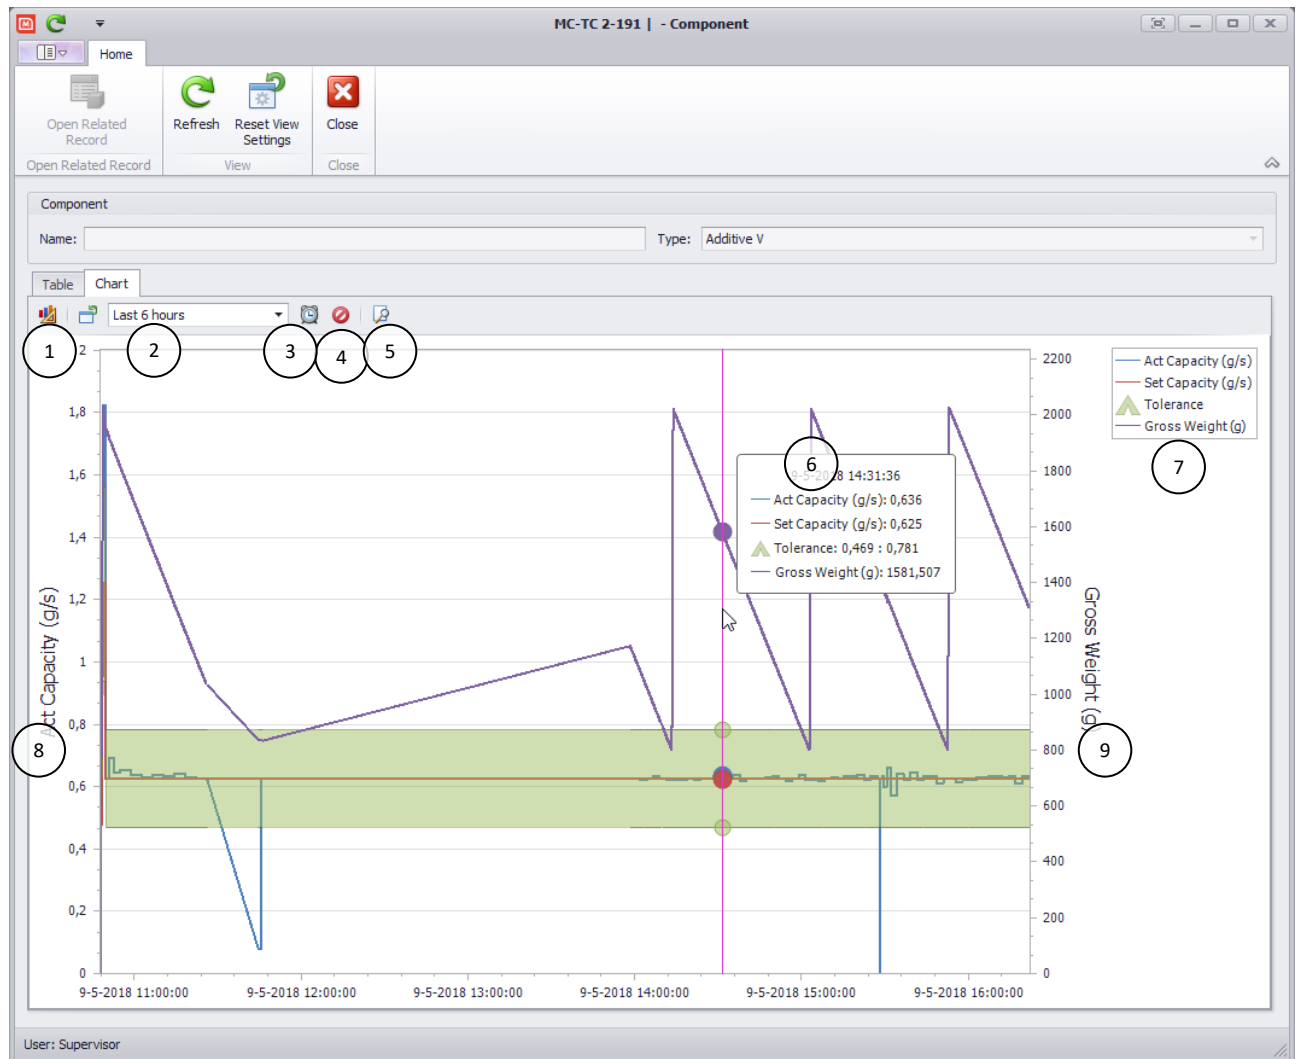 MC-TC 2-191 | - Component
Home
Open Related Record
Refresh
Reset View Settings
Close
Open Related Record
View
Close
Component
Name:
Type: Additive V
Table
Chart
Last 6 hours
1
2
3
4
5
6
7
8
9
2
1,8
1,6
1,4
1,2
1
0,8
0,6
0,4
0,2
0
Act Capacity (g/s)
2200
2000
1800
1600
1400
1200
1000
800
600
400
200
0
Gross Weight (g)
Act Capacity (g/s)
Set Capacity (g/s)
Tolerance
Gross Weight (g)
9-5-2018 14:31:36
Act Capacity (g/s): 0,636
Set Capacity (g/s): 0,625
Tolerance: 0,469 : 0,781
Gross Weight (g): 1581,507
9-5-2018 11:00:00
9-5-2018 12:00:00
9-5-2018 13:00:00
9-5-2018 14:00:00
9-5-2018 15:00:00
9-5-2018 16:00:00
User: Supervisor